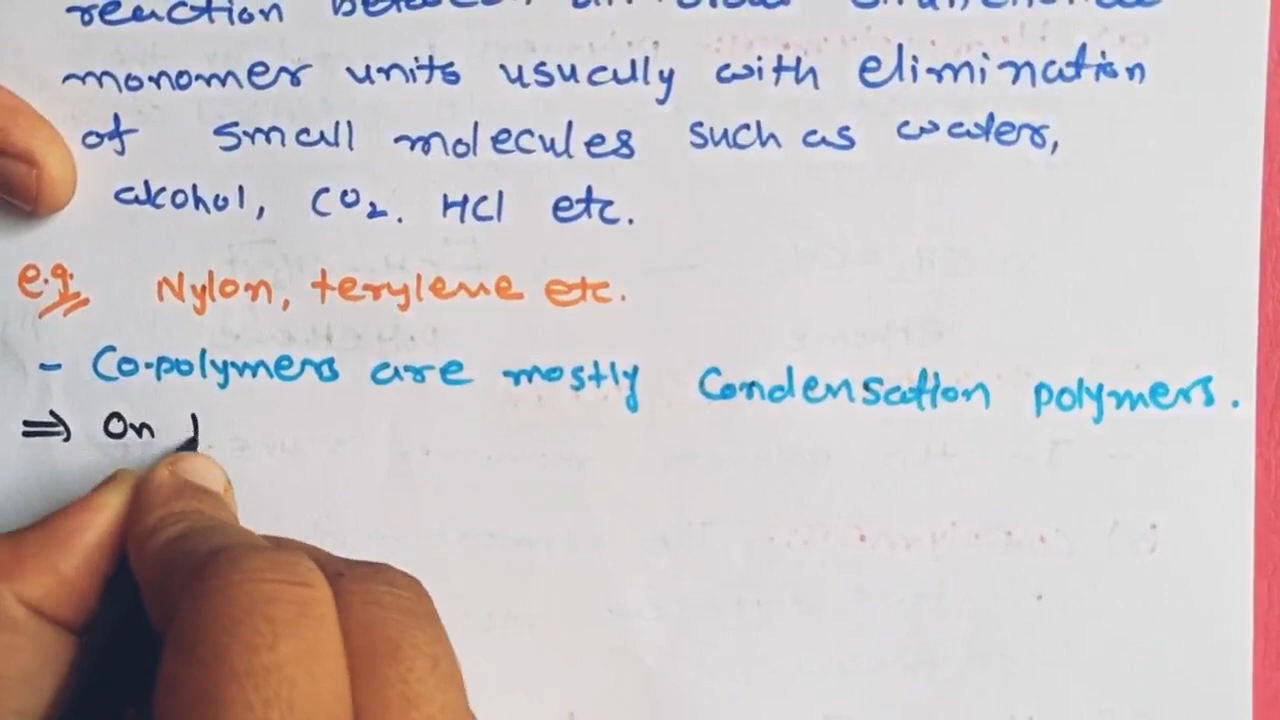 reaction
monomer units usually with elimination
of small molecules such as water,
alcohol, CO2. HCl etc.
e.g. Nylon, terylene etc.
- Co-polymers are mostly Condensation polymers.
⇒ On